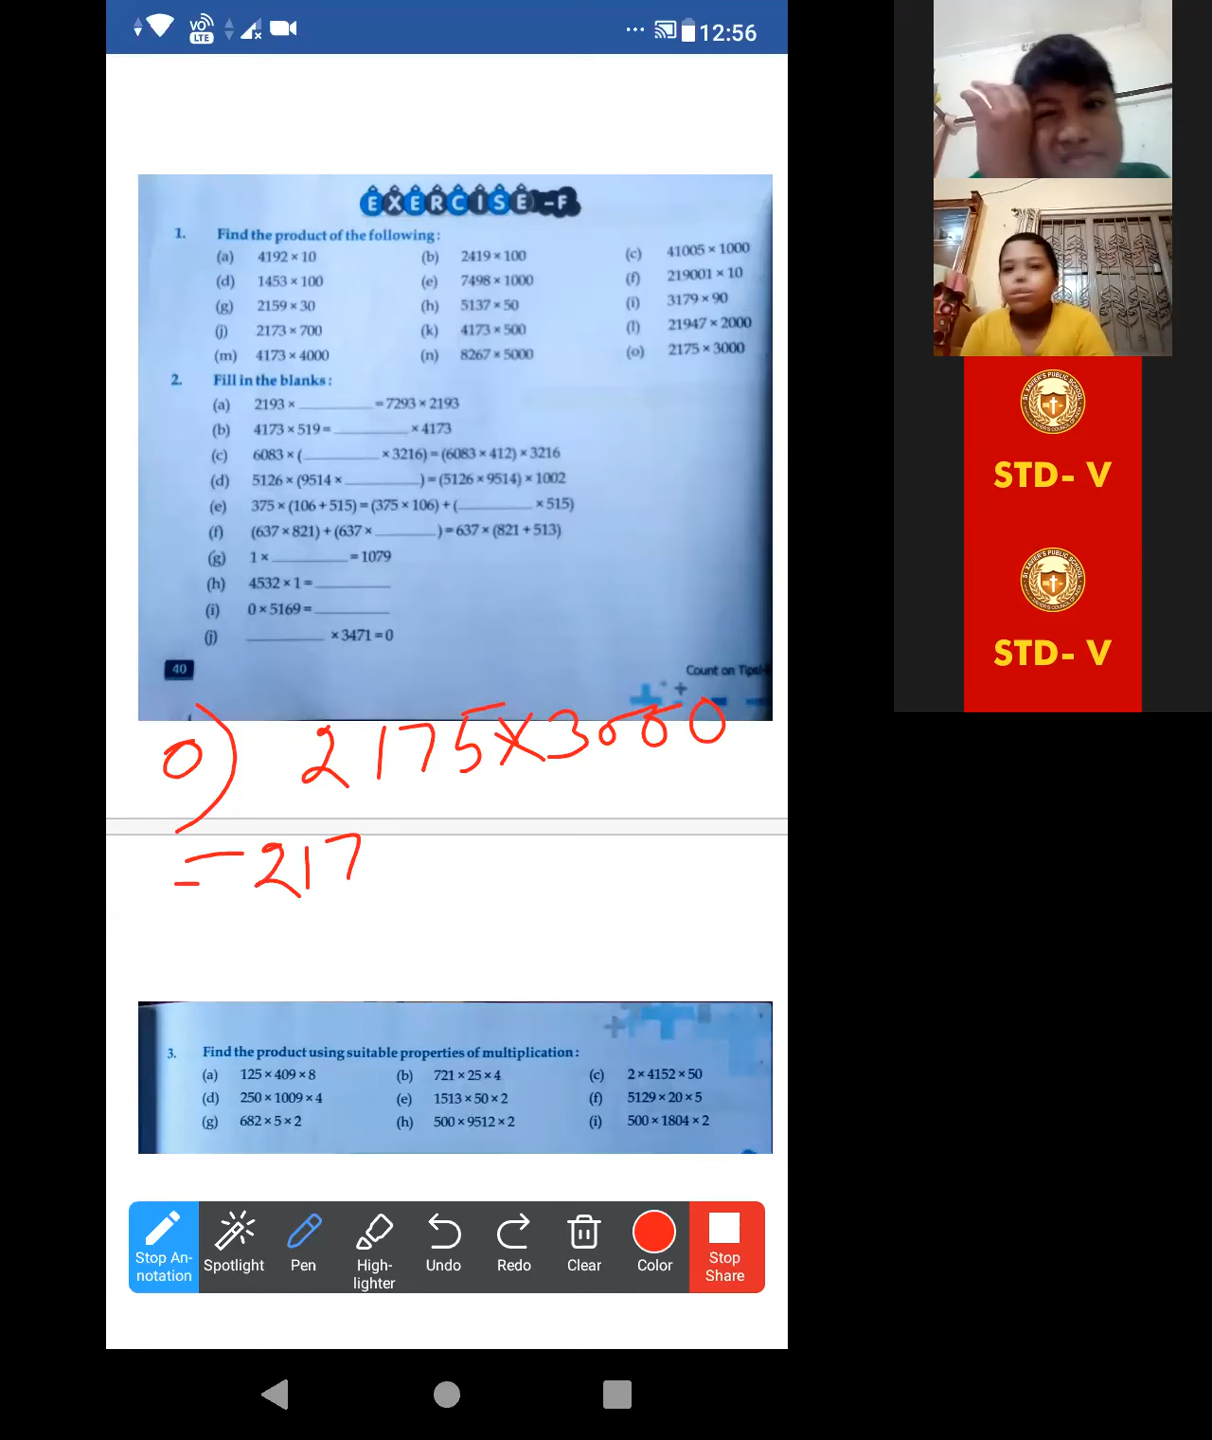 VO
LTE
... 12:56
EXERCISE-F
1. Find the product of the following:
(a) 4192 × 10 (b) 2419 × 100 (c) 41005 × 1000
(d) 1453 × 100 (e) 7498 × 1000 (f) 219001 × 10
(g) 2159 × 30 (h) 5137 × 50 (i) 3179 × 90
(j) 2173 × 700 (k) 4173 × 500 (l) 21947 × 2000
(m) 4173 × 4000 (n) 8267 × 5000 (o) 2175 × 3000
2. Fill in the blanks:
(a) 2193 × ________ = 7293 × 2193
(b) 4173 × 519 = ________ × 4173
(c) 6083 × (________ × 3216) = (6083 × 412) × 3216
(d) 5126 × (9514 × ________) = (5126 × 9514) × 1002
(e) 375 × (106 + 515) = (375 × 106) + (________ × 515)
(f) (637 × 821) + (637 × ________) = 637 × (821 + 513)
(g) 1 × ________ = 1079
(h) 4532 × 1 = ________
(i) 0 × 5169 = ________
(j) ________ × 3471 = 0
40
Count on Tips!
o) 2175×3000
= 217
3. Find the product using suitable properties of multiplication:
(a) 125 × 409 × 8 (b) 721 × 25 × 4 (c) 2 × 4152 × 50
(d) 250 × 1009 × 4 (e) 1513 × 50 × 2 (f) 5129 × 20 × 5
(g) 682 × 5 × 2 (h) 500 × 9512 × 2 (i) 500 × 1804 × 2
Stop An-
notation
Spotlight
Pen
High-
lighter
Undo
Redo
Clear
Color
Stop
Share
STD- V
STD- V